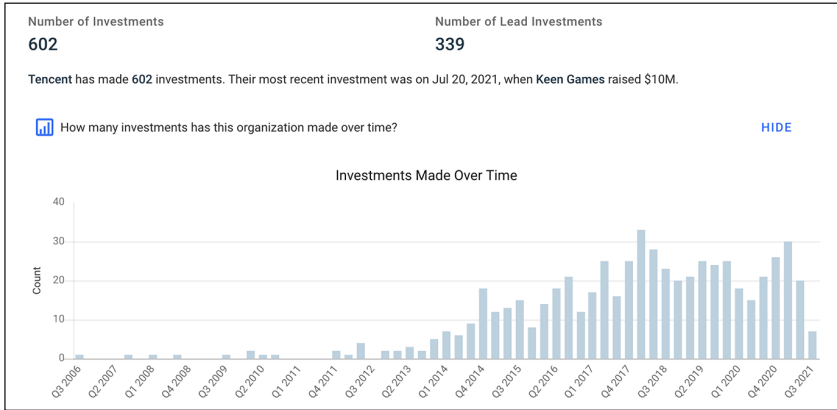 Number of Investments
Number of Lead Investments
602
339
Tencent has made 602 investments. Their most recent investment was on Jul 20, 2021, when Keen Games raised $10M.
How many investments has this organization made over time?
HIDE
Investments Made Over Time
40
30
20
10
0
Count
Q3 2006
Q2 2007
Q1 2008
Q4 2008
Q3 2009
Q2 2010
Q1 2011
Q4 2011
Q3 2012
Q2 2013
Q1 2014
Q4 2014
Q3 2015
Q2 2016
Q1 2017
Q4 2017
Q3 2018
Q2 2019
Q1 2020
Q4 2020
Q3 2021